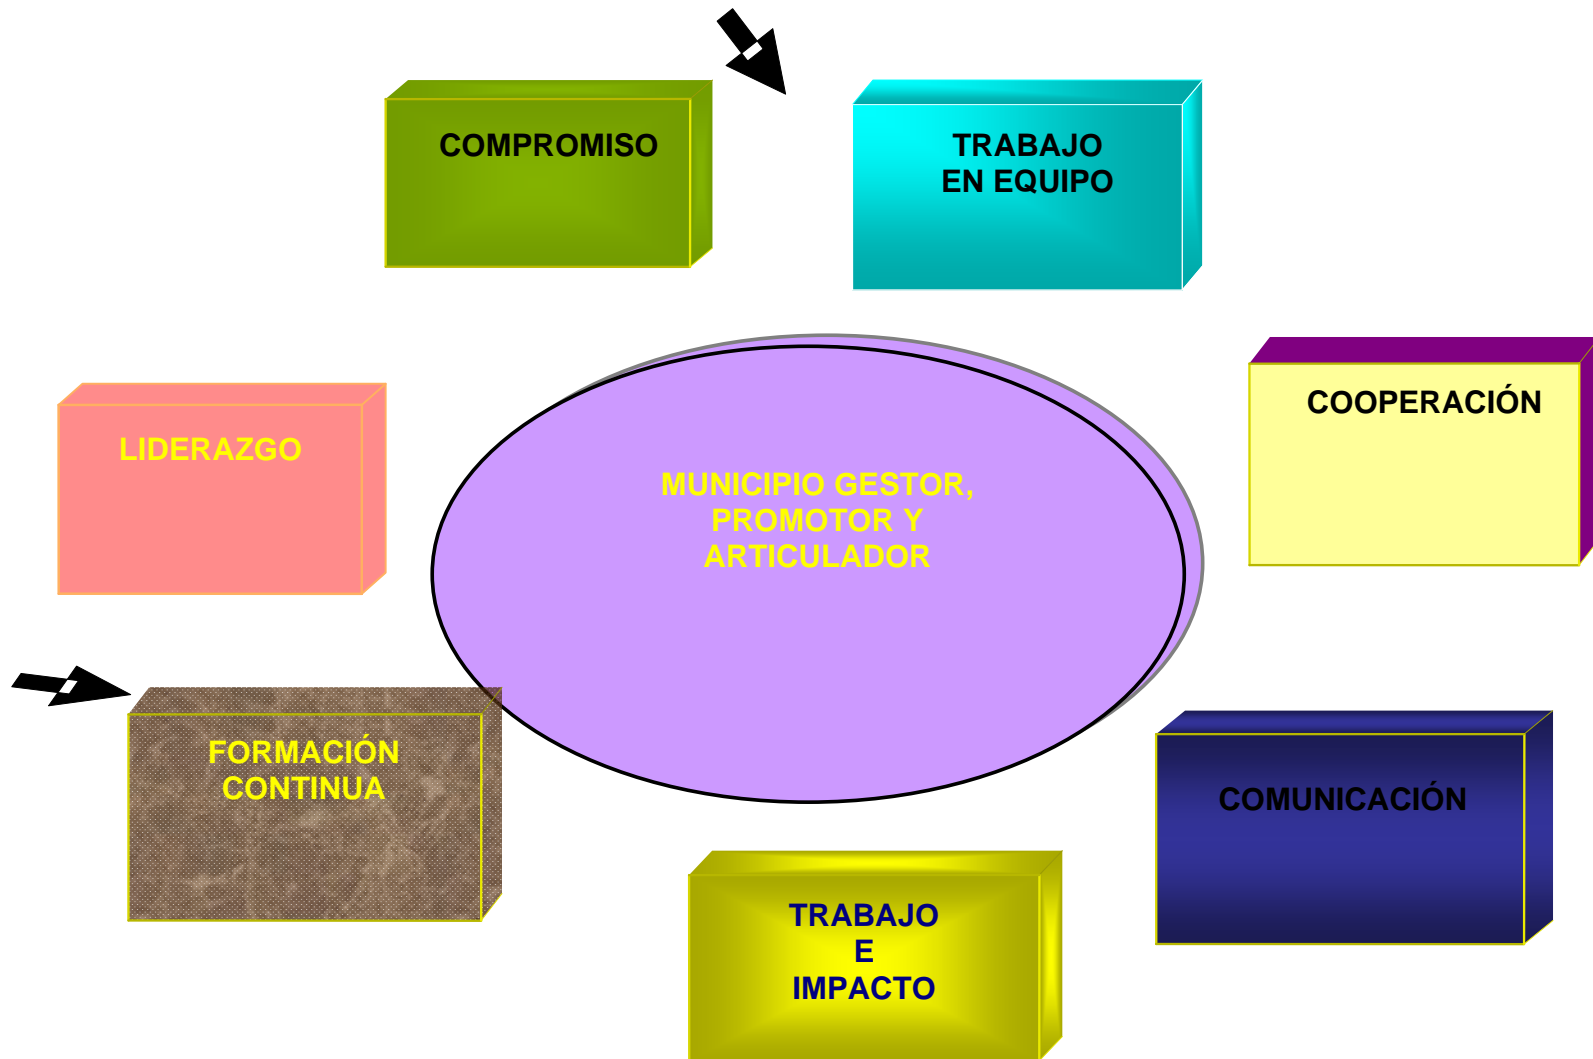 COMPROMISO
TRABAJO
EN EQUIPO
COOPERACIÓN
LIDERAZGO
MUNICIPIO GESTOR,
PROMOTOR Y
ARTICULADOR
FORMACIÓN
CONTINUA
COMUNICACIÓN
TRABAJO
E
IMPACTO